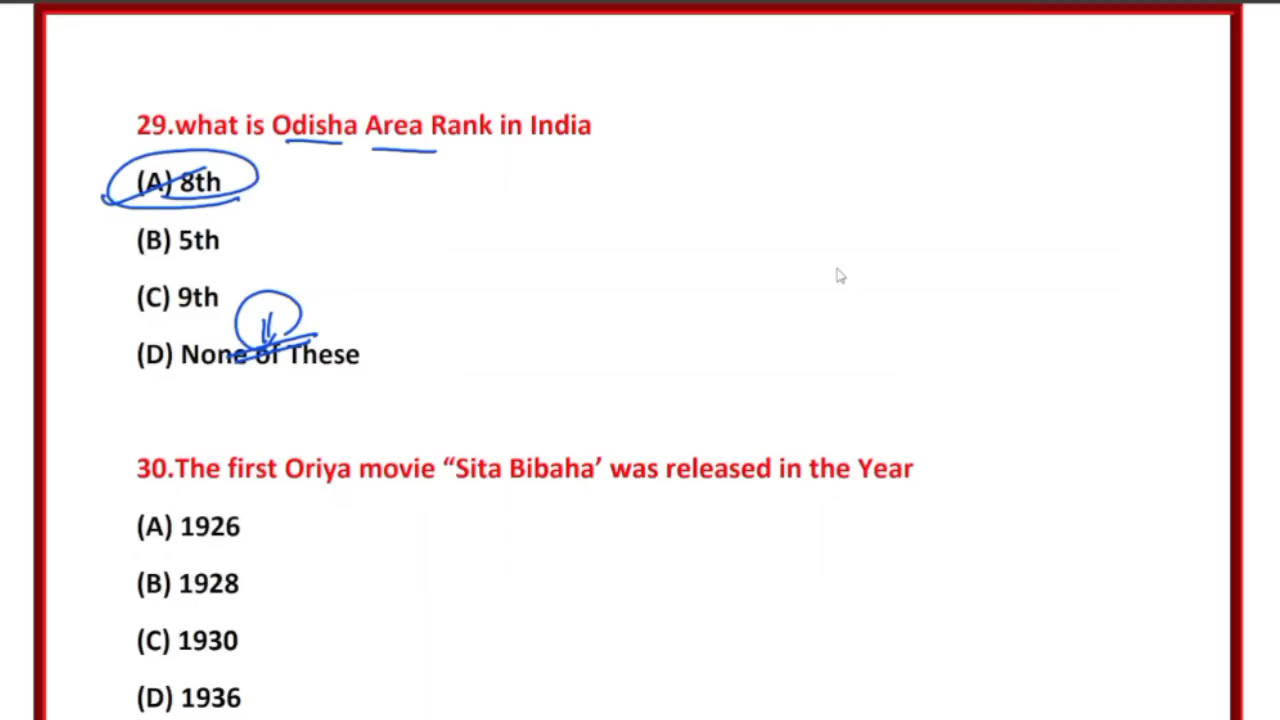 29.what is Odisha Area Rank in India
(A) 8th
(B) 5th
(C) 9th
(D) None of These
30.The first Oriya movie “Sita Bibaha’ was released in the Year
(A) 1926
(B) 1928
(C) 1930
(D) 1936